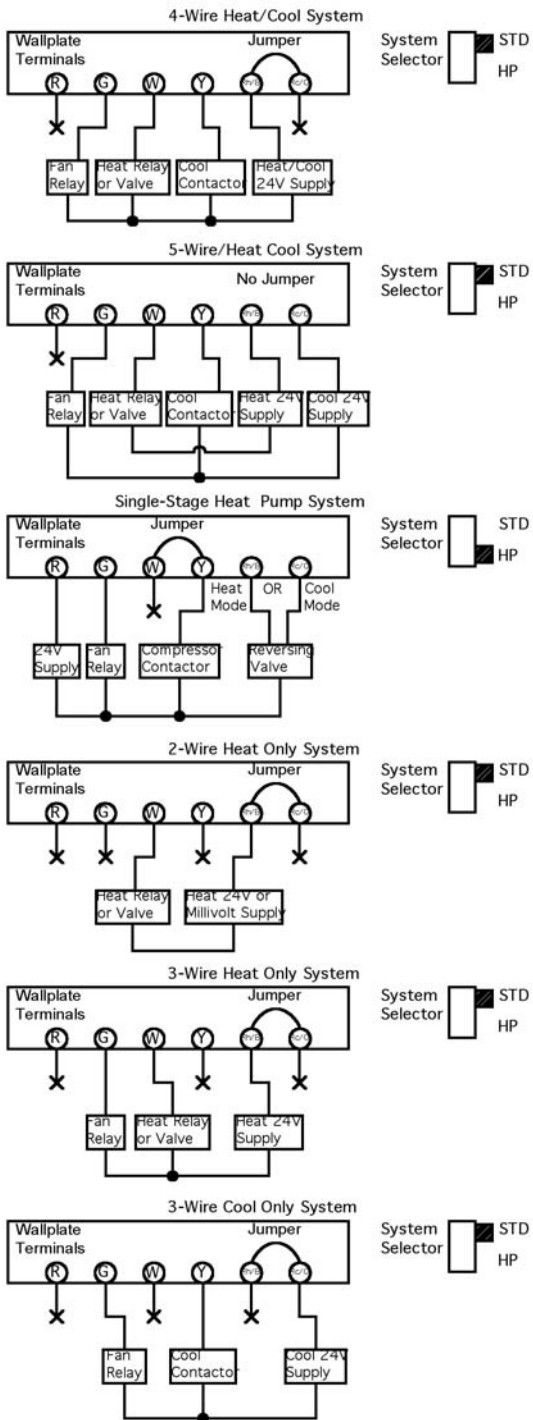 4-Wire Heat/Cool System
Wallplate Jumper System STD
Terminals Selector HP
R G W Y Rh/B Rc/O
Fan Heat Relay Cool Heat/Cool
Relay or Valve Contactor 24V Supply
5-Wire/Heat Cool System
Wallplate No Jumper System STD
Terminals Selector HP
R G W Y Rh/B Rc/O
Fan Heat Relay Cool Heat 24V Cool 24V
Relay or Valve Contactor Supply Supply
Single-Stage Heat Pump System
Wallplate Jumper System STD
Terminals Selector HP
R G W Y Rh/B Rc/O
Heat OR Cool
Mode Mode
24V Fan Compressor Reversing
Supply Relay Contactor Valve
2-Wire Heat Only System
Wallplate Jumper System STD
Terminals Selector HP
R G W Y Rh/B Rc/O
Heat Relay Heat 24V or
or Valve Millivolt Supply
3-Wire Heat Only System
Wallplate Jumper System STD
Terminals Selector HP
R G W Y Rh/B Rc/O
Fan Heat Relay Heat 24V
Relay or Valve Supply
3-Wire Cool Only System
Wallplate Jumper System STD
Terminals Selector HP
R G W Y Rh/B Rc/O
Fan Cool Cool 24V
Relay Contactor Supply